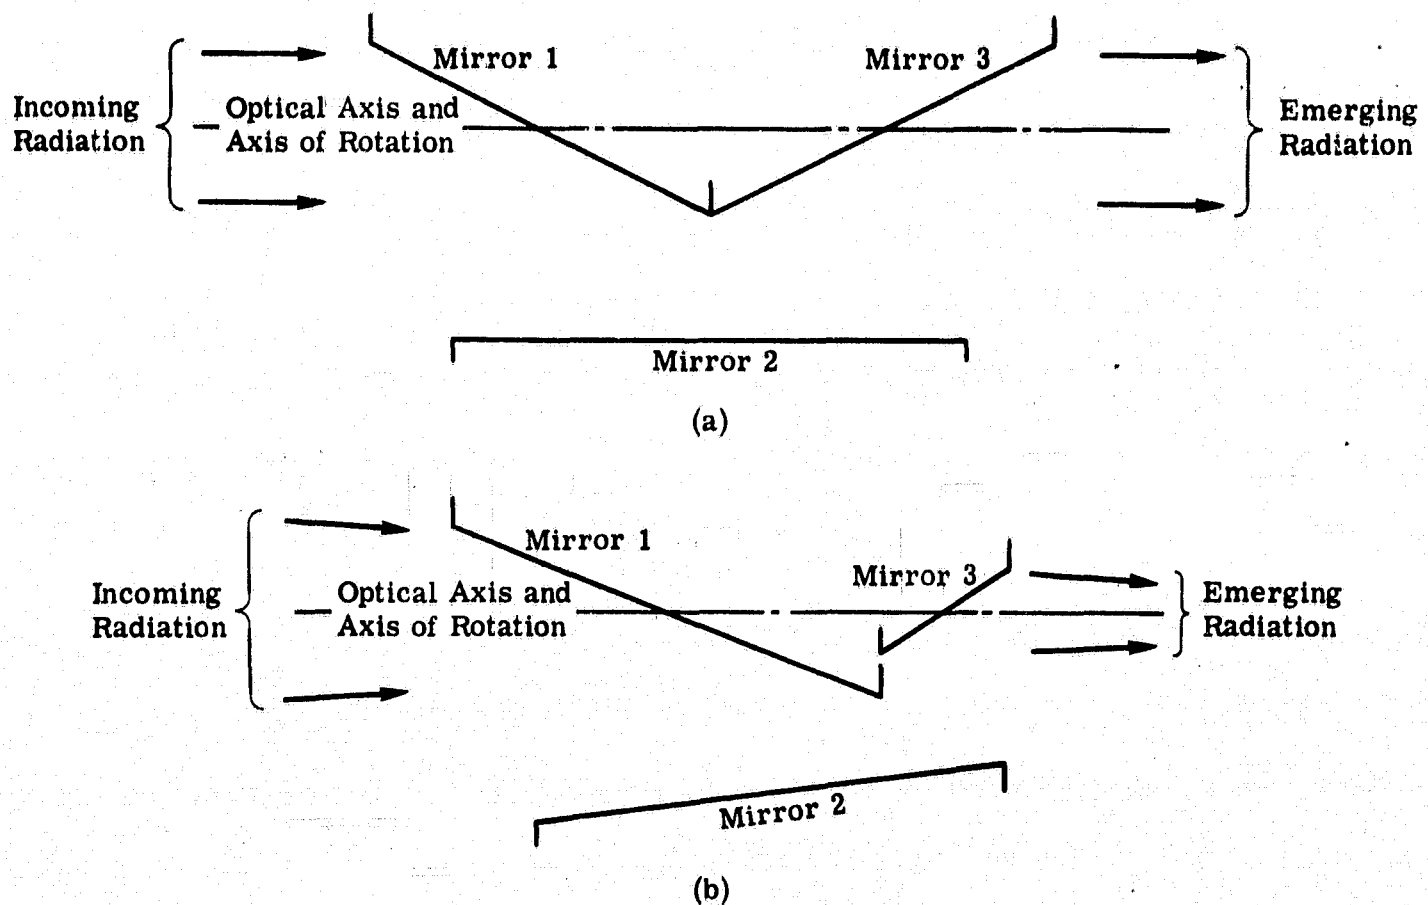 Mirror 1
Mirror 3
Incoming
Radiation
Optical Axis and
Axis of Rotation
Emerging
Radiation
Mirror 2
(a)
Mirror 1
Mirror 3
Incoming
Radiation
Optical Axis and
Axis of Rotation
Emerging
Radiation
Mirror 2
(b)